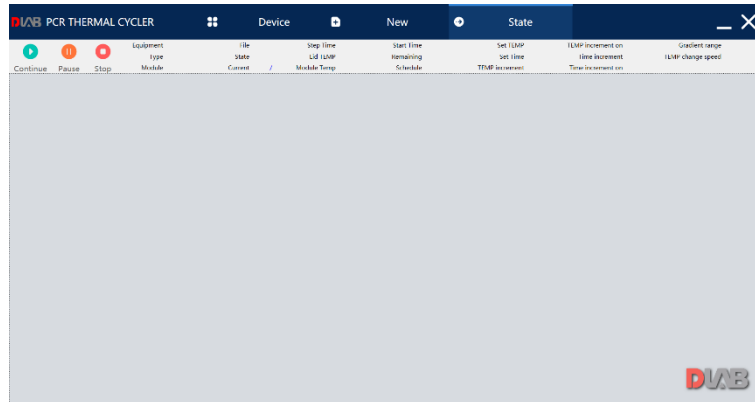 DLAB PCR THERMAL CYCLER Device New State
Equipment File Step Time Start Time Set TEMP TEMP increment on Gradient range
Type State Lid TEMP Remaining Set Time Time increment TEMP change speed
Continue Pause Stop Module Current / Module Temp Schedule TEMP increment Time increment on
DLAB